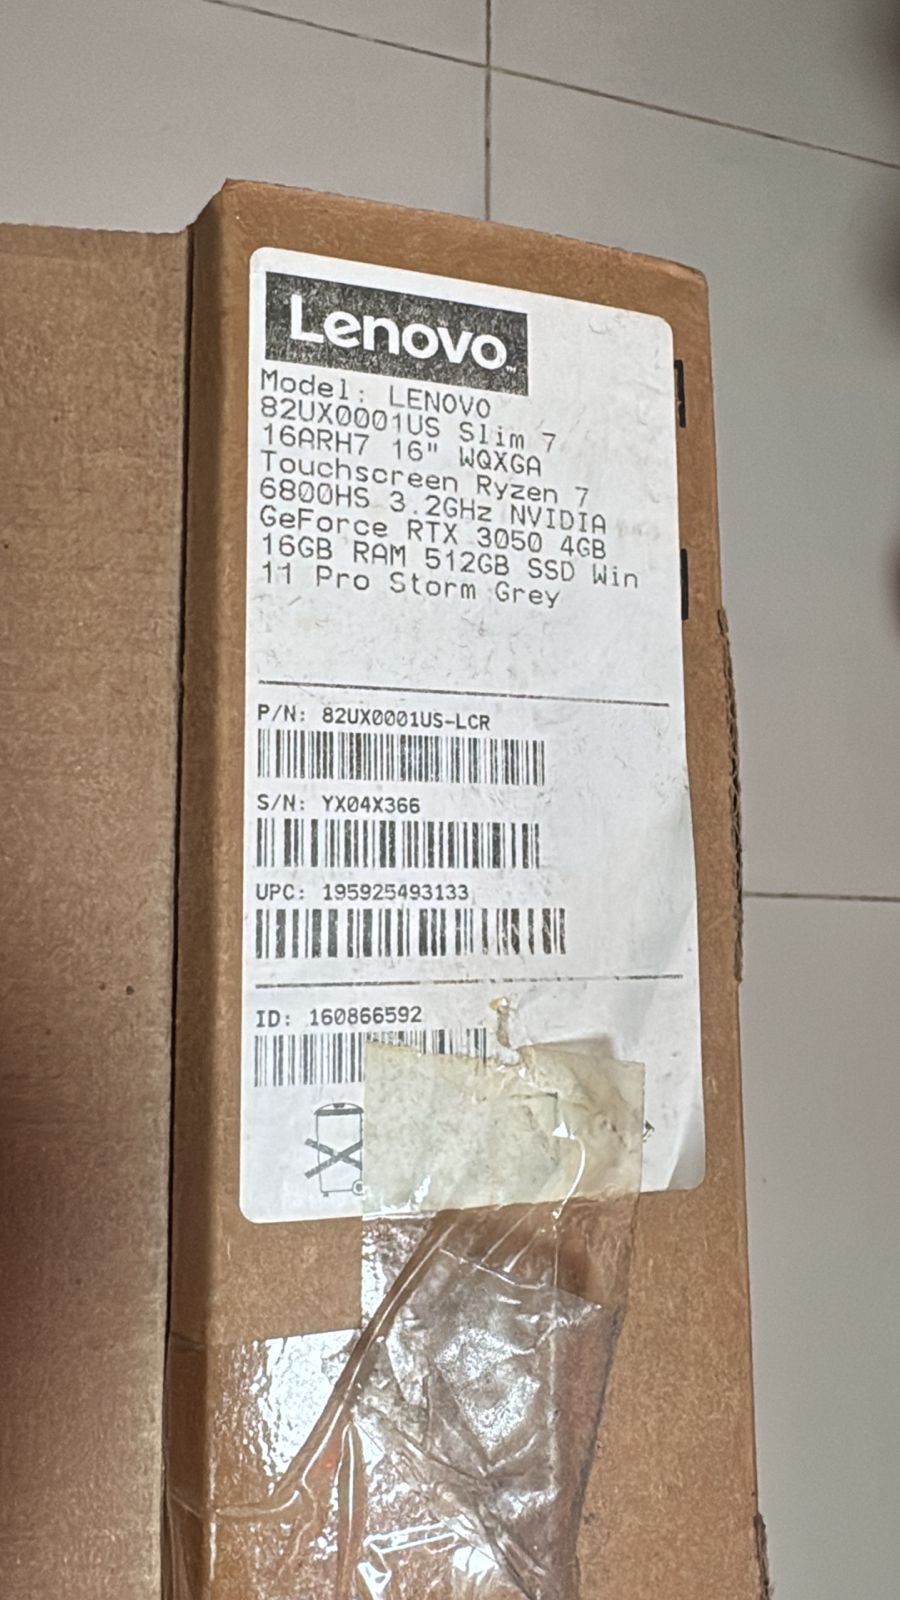 Lenovo™
Model: LENOVO
82UX0001US Slim 7
16ARH7 16" WQXGA
Touchscreen Ryzen 7
6800HS 3.2GHz NVIDIA
GeForce RTX 3050 4GB
16GB RAM 512GB SSD Win
11 Pro Storm Grey
P/N: 82UX0001US-LCR
S/N: YX04X366
UPC: 195925493133
ID: 160866592